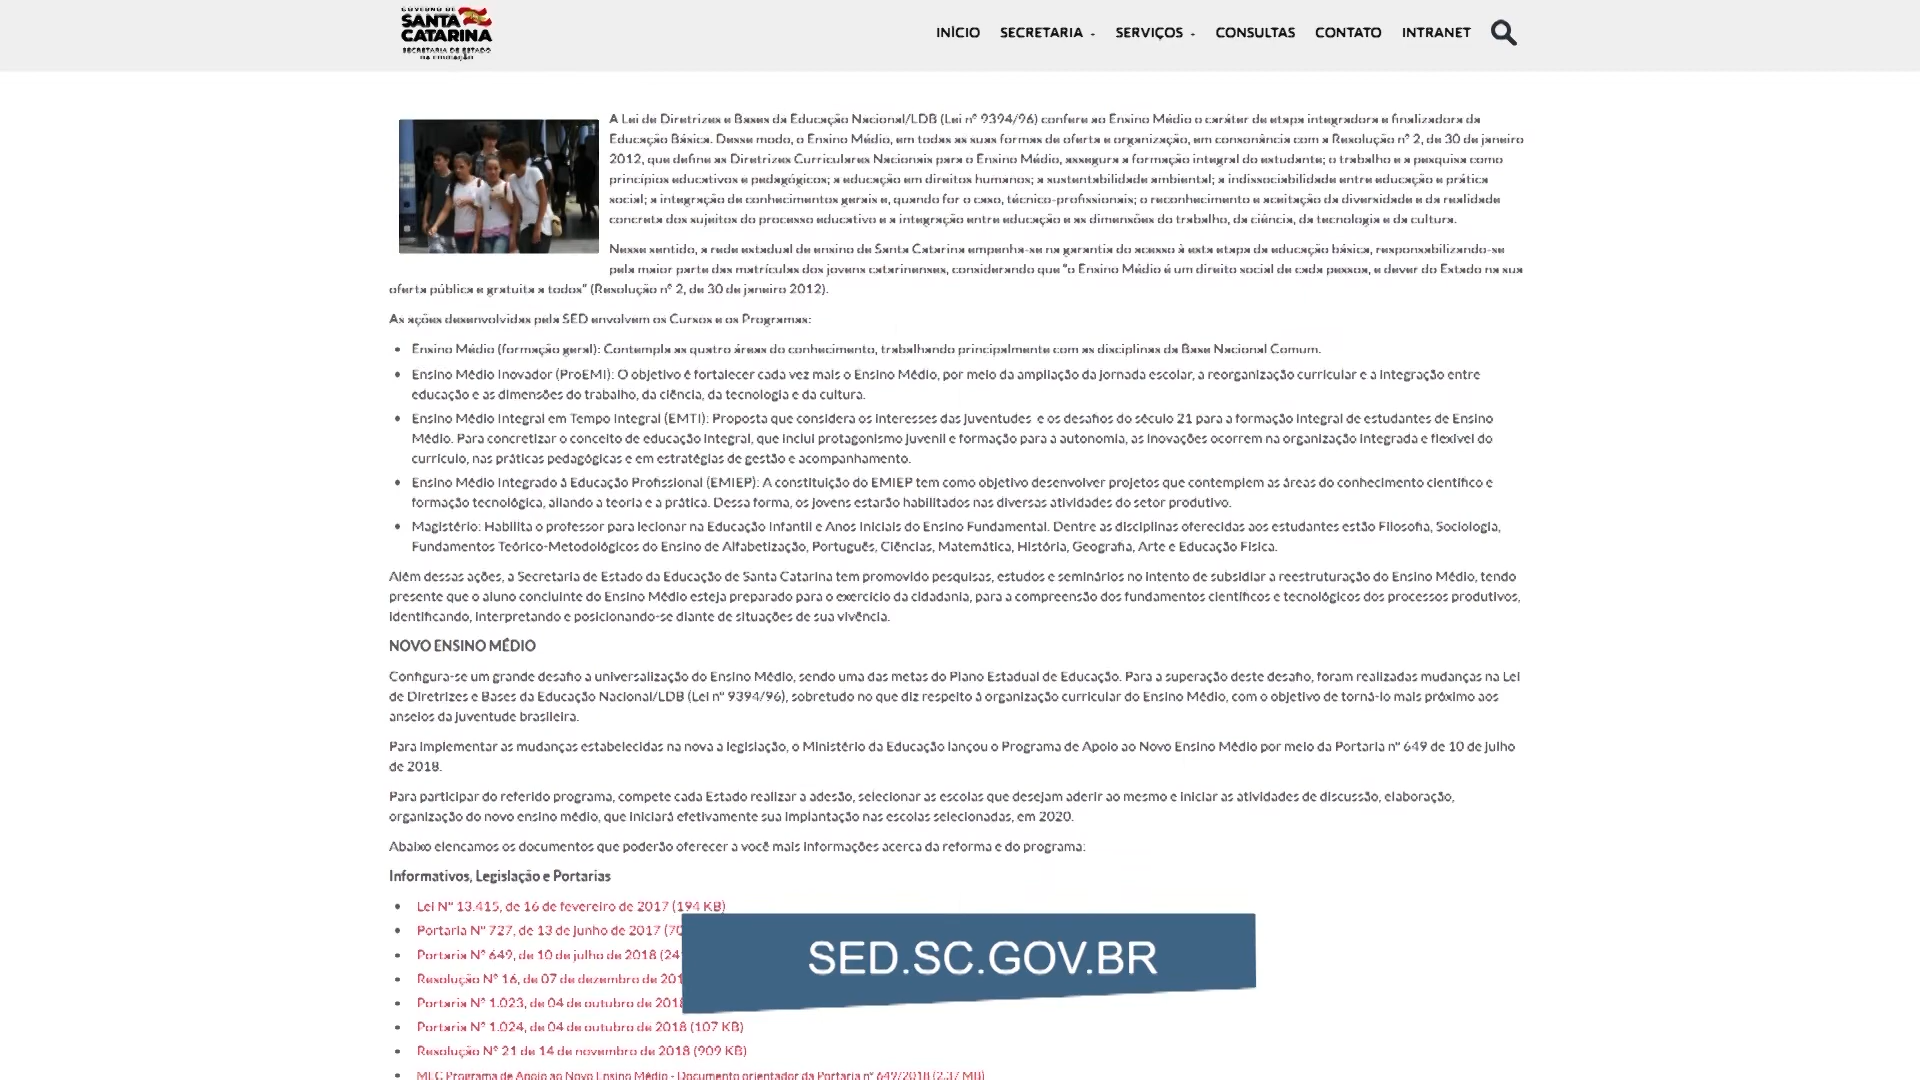 GOVERNO DE
SANTA
CATARINA
SECRETARIA DE ESTADO
DA EDUCAÇÃO
INÍCIO SECRETARIA SERVIÇOS CONSULTAS CONTATO INTRANET
A Lei de Diretrizes e Bases da Educação Nacional/LDB (Lei nº 9394/96) confere ao Ensino Médio o caráter de etapa integradora e finalizadora da
Educação Básica. Desse modo, o Ensino Médio, em todas as suas formas de oferta e organização, em consonância com a Resolução nº 2, de 30 de janeiro
2012, que define as Diretrizes Curriculares Nacionais para o Ensino Médio, assegura a formação integral do estudante; o trabalho e a pesquisa como
princípios educativos e pedagógicos; a educação em direitos humanos; a sustentabilidade ambiental; a indissociabilidade entre educação e prática
social; a integração de conhecimentos gerais e, quando for o caso, técnico-profissionais; o reconhecimento e aceitação da diversidade e da realidade
concreta dos sujeitos do processo educativo e a integração entre educação e as dimensões do trabalho, da ciência, da tecnologia e da cultura.
Nesse sentido, a rede estadual de ensino de Santa Catarina empenha-se na garantia do acesso à esta etapa da educação básica, responsabilizando-se
pela maior parte das matrículas dos jovens catarinenses, considerando que "o Ensino Médio é um direito social de cada pessoa, e dever do Estado na sua
oferta pública e gratuita a todos" (Resolução nº 2, de 30 de janeiro 2012).
As ações desenvolvidas pela SED envolvem os Cursos e os Programas:
• Ensino Médio (formação geral): Contempla as quatro áreas do conhecimento, trabalhando principalmente com as disciplinas da Base Nacional Comum.
• Ensino Médio Inovador (ProEMI): O objetivo é fortalecer cada vez mais o Ensino Médio, por meio da ampliação da jornada escolar, a reorganização curricular e a integração entre
educação e as dimensões do trabalho, da ciência, da tecnologia e da cultura.
• Ensino Médio Integral em Tempo Integral (EMTI): Proposta que considera os interesses das juventudes e os desafios do século 21 para a formação integral de estudantes de Ensino
Médio. Para concretizar o conceito de educação integral, que inclui protagonismo juvenil e formação para a autonomia, as inovações ocorrem na organização integrada e flexível do
currículo, nas práticas pedagógicas e em estratégias de gestão e acompanhamento.
• Ensino Médio Integrado à Educação Profissional (EMIEP): A constituição do EMIEP tem como objetivo desenvolver projetos que contemplem as áreas do conhecimento científico e
formação tecnológica, aliando a teoria e a prática. Dessa forma, os jovens estarão habilitados nas diversas atividades do setor produtivo.
• Magistério: Habilita o professor para lecionar na Educação Infantil e Anos Iniciais do Ensino Fundamental. Dentre as disciplinas oferecidas aos estudantes estão Filosofia, Sociologia,
Fundamentos Teórico-Metodológicos do Ensino de Alfabetização, Português, Ciências, Matemática, História, Geografia, Arte e Educação Física.
Além dessas ações, a Secretaria de Estado da Educação de Santa Catarina tem promovido pesquisas, estudos e seminários no intento de subsidiar a reestruturação do Ensino Médio, tendo
presente que o aluno concluinte do Ensino Médio esteja preparado para o exercício da cidadania, para a compreensão dos fundamentos científicos e tecnológicos dos processos produtivos,
identificando, interpretando e posicionando-se diante de situações de sua vivência.
NOVO ENSINO MÉDIO
Configura-se um grande desafio a universalização do Ensino Médio, sendo uma das metas do Plano Estadual de Educação. Para a superação deste desafio, foram realizadas mudanças na Lei
de Diretrizes e Bases da Educação Nacional/LDB (Lei nº 9394/96), sobretudo no que diz respeito à organização curricular do Ensino Médio, com o objetivo de torná-lo mais próximo aos
anseios da juventude brasileira.
Para implementar as mudanças estabelecidas na nova a legislação, o Ministério da Educação lançou o Programa de Apoio ao Novo Ensino Médio por meio da Portaria nº 649 de 10 de julho
de 2018.
Para participar do referido programa, compete cada Estado realizar a adesão, selecionar as escolas que desejam aderir ao mesmo e iniciar as atividades de discussão, elaboração,
organização do novo ensino médio, que iniciará efetivamente sua implantação nas escolas selecionadas, em 2020.
Abaixo elencamos os documentos que poderão oferecer a você mais informações acerca da reforma e do programa:
Informativos, Legislação e Portarias
• Lei Nº 13.415, de 16 de fevereiro de 2017 (194 KB)
• Portaria Nº 727, de 13 de junho de 2017 (70
• Portaria Nº 649, de 10 de julho de 2018 (24
• Resolução Nº 16, de 07 de dezembro de 201
• Portaria Nº 1.023, de 04 de outubro de 2018
• Portaria Nº 1.024, de 04 de outubro de 2018 (107 KB)
• Resolução Nº 21 de 14 de novembro de 2018 (909 KB)
• MEC Programa de Apoio ao Novo Ensino Médio - Documento orientador da Portaria nº 649/2018 (2.37 MB)
SED.SC.GOV.BR